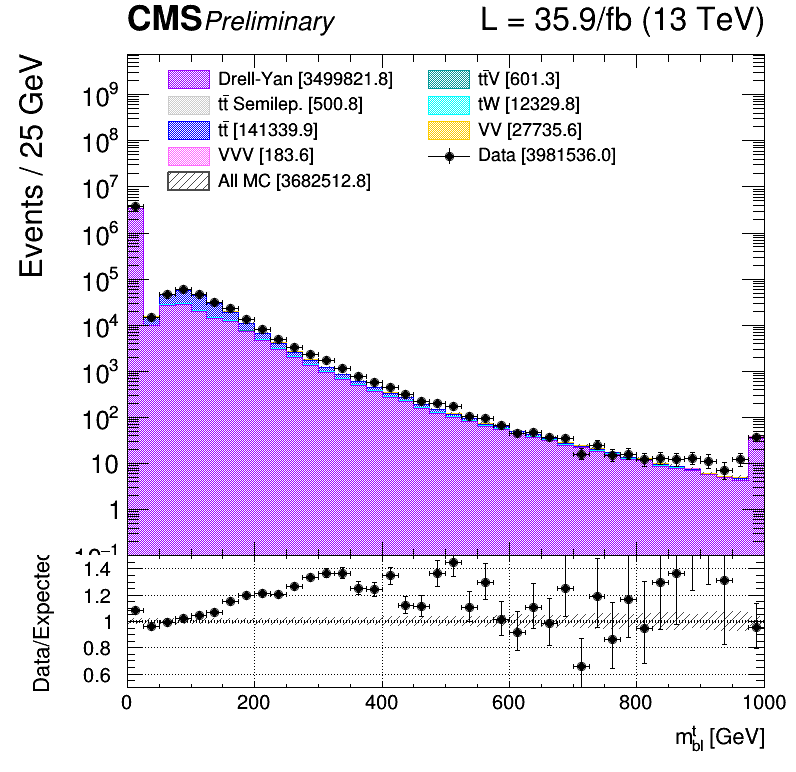 CMS Preliminary L = 35.9/fb (13 TeV)
Events / 25 GeV
Drell-Yan [3499821.8]
tt̄ Semilep. [500.8]
tt̄ [141339.9]
VVV [183.6]
All MC [3682512.8]
tt̄V [601.3]
tW [12329.8]
VV [27735.6]
Data [3981536.0]
10⁹
10⁸
10⁷
10⁶
10⁵
10⁴
10³
10²
10
1
10⁻¹
Data/Expected
1.4
1.2
1
0.8
0.6
0 200 400 600 800 1000
mᵗ_bl [GeV]